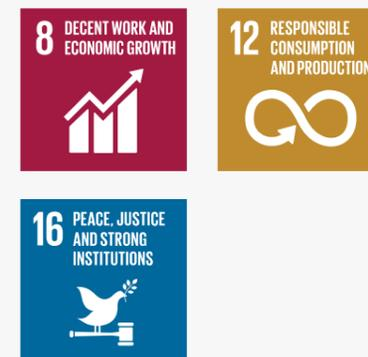 8
DECENT WORK AND
ECONOMIC GROWTH
12
RESPONSIBLE
CONSUMPTION
AND PRODUCTION
16
PEACE, JUSTICE
AND STRONG
INSTITUTIONS